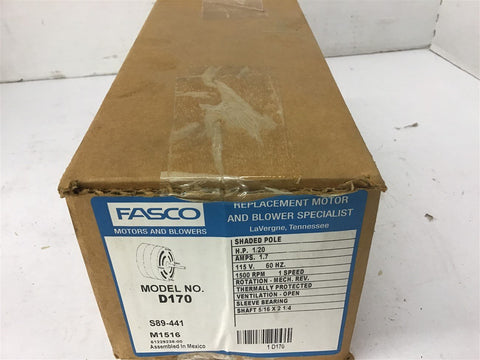 FASCO
MOTORS AND BLOWERS
REPLACEMENT MOTOR
AND BLOWER SPECIALIST
LaVergne, Tennessee
MODEL NO.
D170
S89-441
M1516
61229238-00
Assembled in Mexico
SHADED POLE
H.P. 1/20
AMPS. 1.7
115 V. 60 HZ.
1500 RPM 1 SPEED
ROTATION - MECH. REV.
THERMALLY PROTECTED
VENTILATION - OPEN
SLEEVE BEARING
SHAFT 5/16 X 2 1/4
1 D170